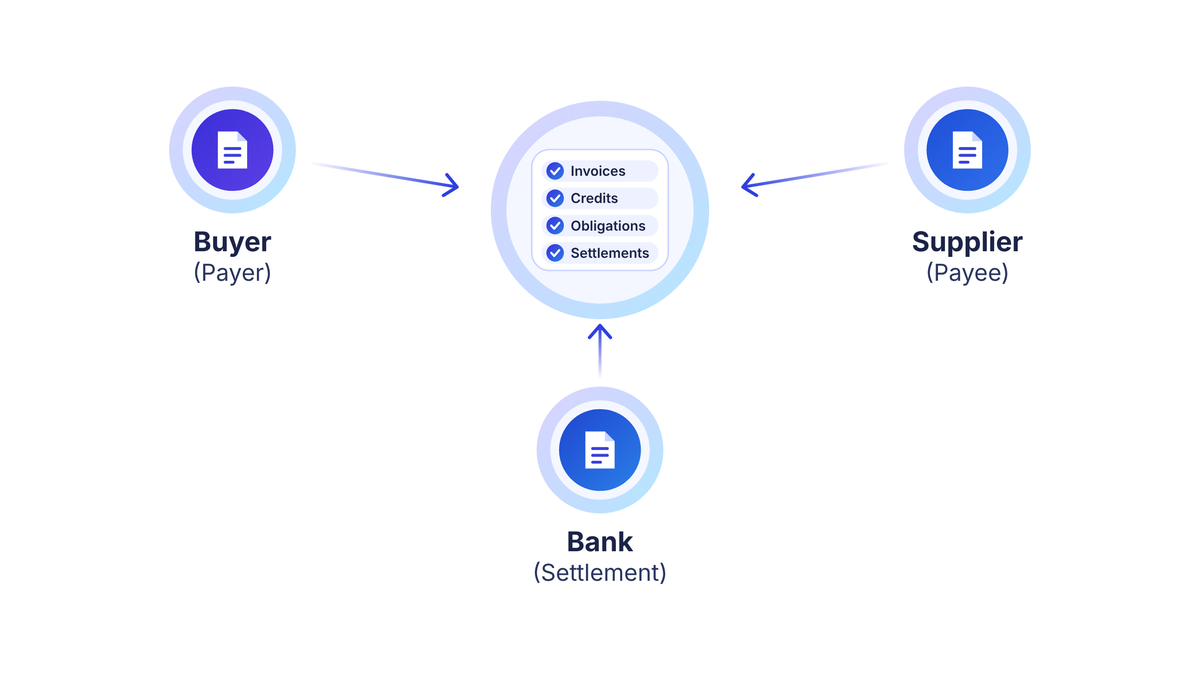 Buyer
(Payer)
Invoices
Credits
Obligations
Settlements
Supplier
(Payee)
Bank
(Settlement)